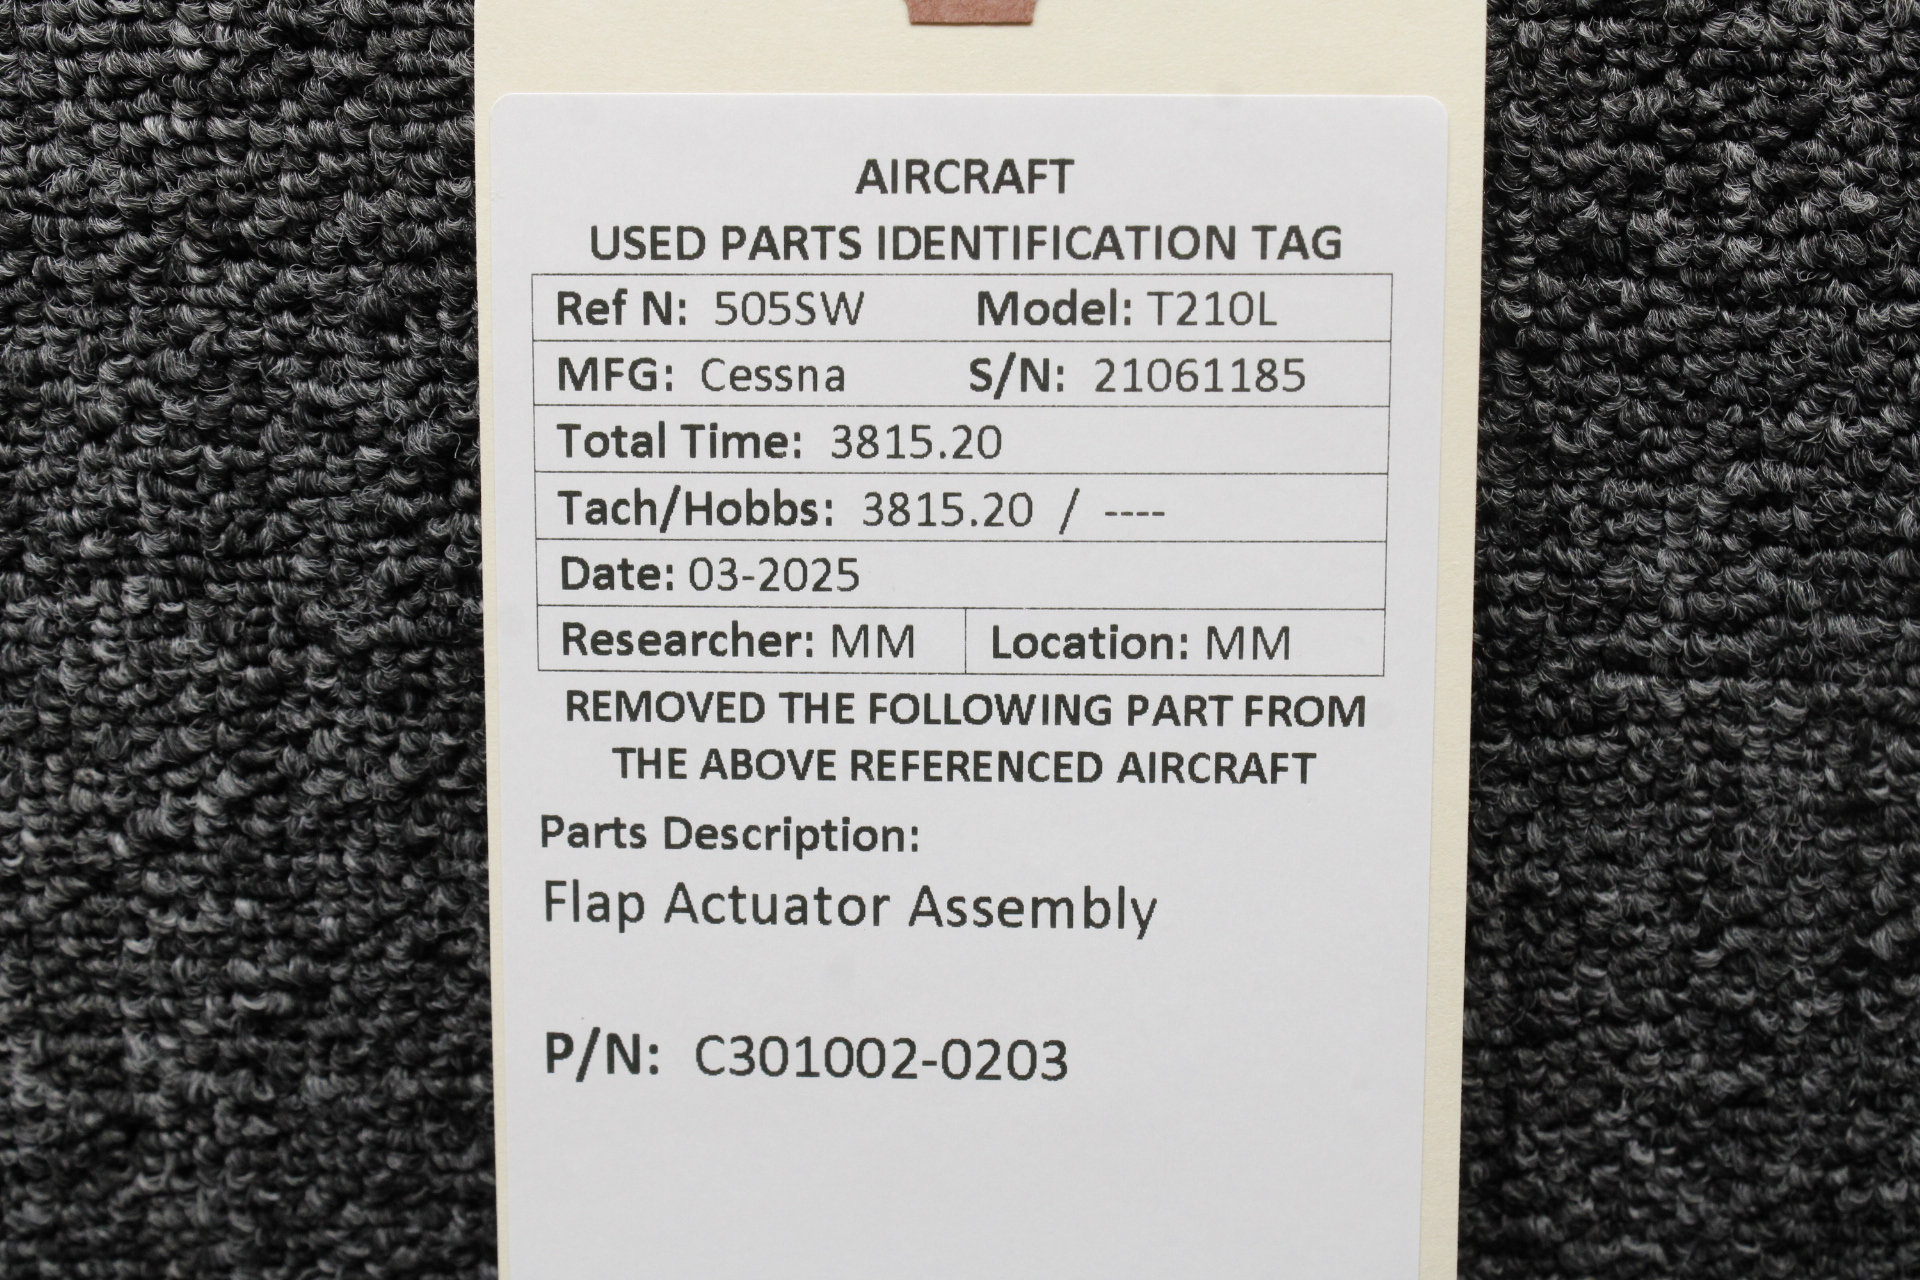 AIRCRAFT
USED PARTS IDENTIFICATION TAG
Ref N: 505SW Model: T210L
MFG: Cessna S/N: 21061185
Total Time: 3815.20
Tach/Hobbs: 3815.20 / ----
Date: 03-2025
Researcher: MM Location: MM
REMOVED THE FOLLOWING PART FROM
THE ABOVE REFERENCED AIRCRAFT
Parts Description:
Flap Actuator Assembly
P/N: C301002-0203